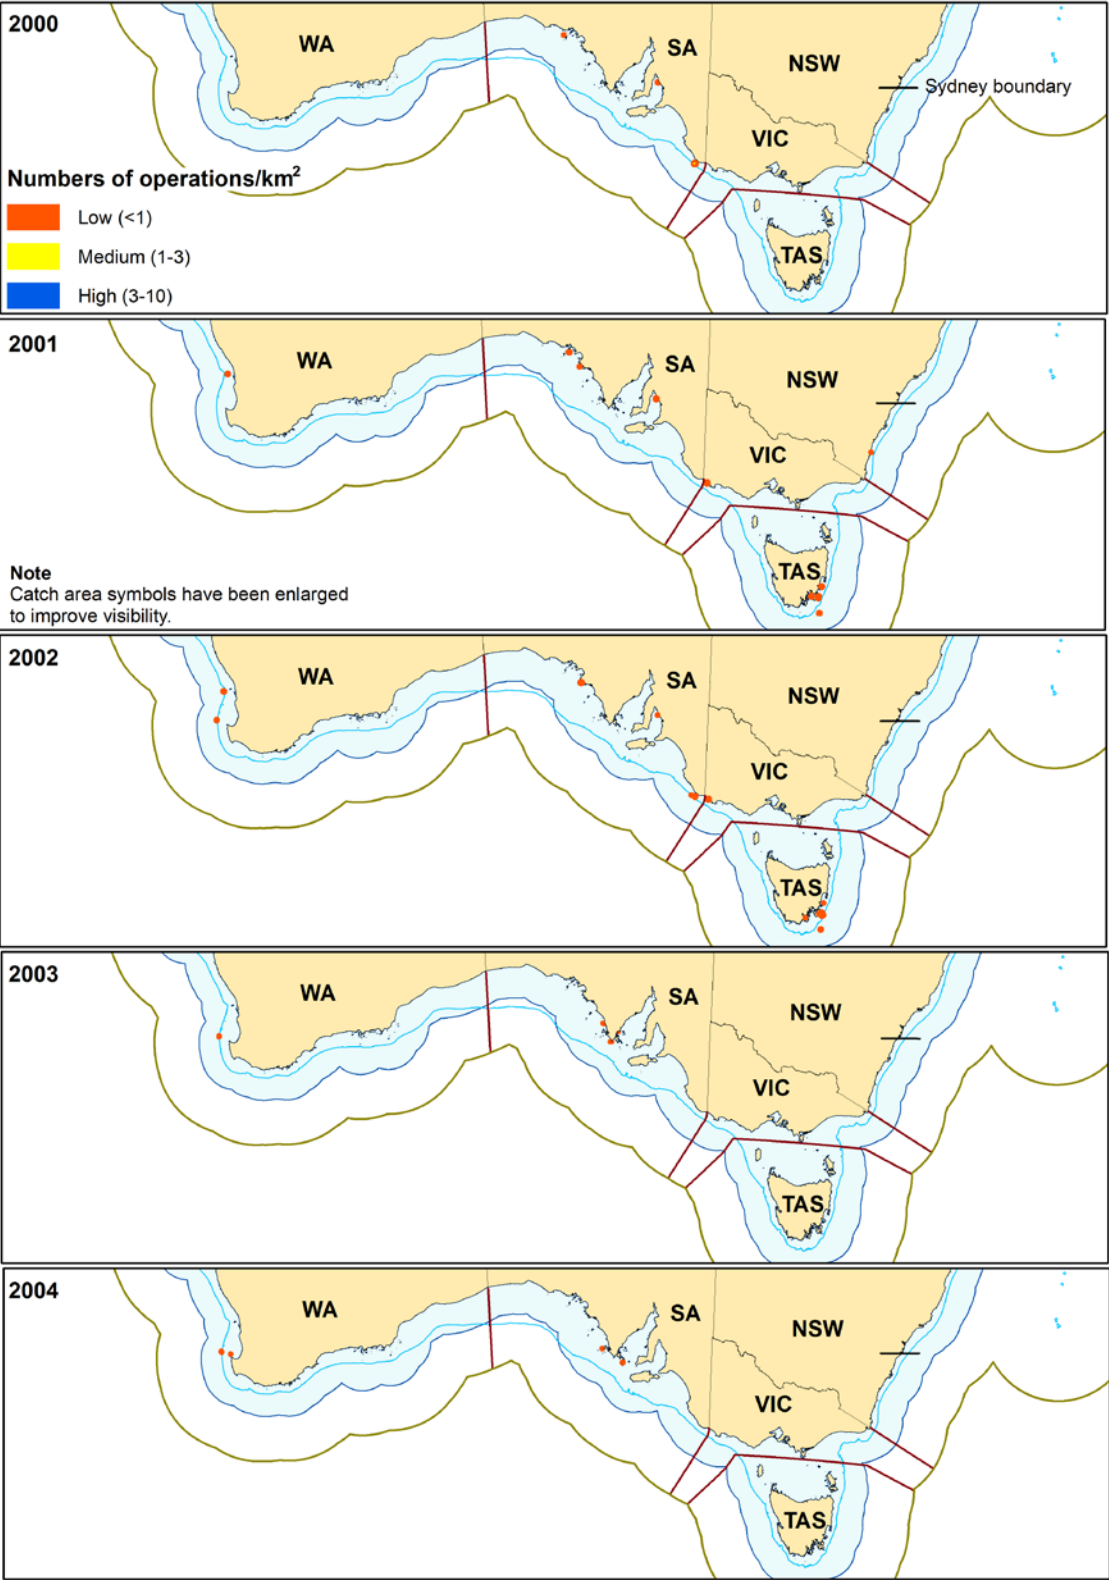 2000
WA
SA
NSW
Sydney boundary
VIC
TAS
Numbers of operations/km²
Low (<1)
Medium (1-3)
High (3-10)
2001
WA
SA
NSW
VIC
TAS
Note
Catch area symbols have been enlarged
to improve visibility.
2002
WA
SA
NSW
VIC
TAS
2003
WA
SA
NSW
VIC
TAS
2004
WA
SA
NSW
VIC
TAS